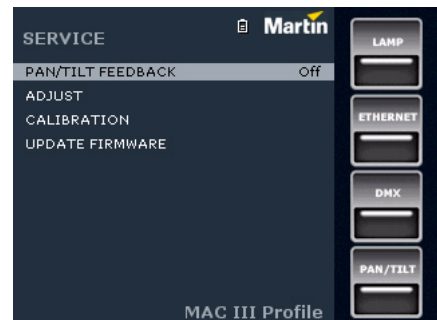 Martin
SERVICE
PAN/TILT FEEDBACK Off
ADJUST
CALIBRATION
UPDATE FIRMWARE
MAC III Profile
LAMP
ETHERNET
DMX
PAN/TILT